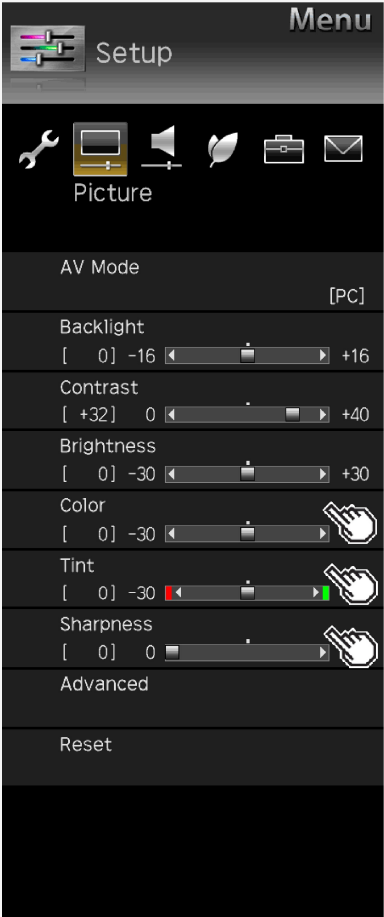 Menu
Setup
Picture
AV Mode
[PC]
Backlight
[ 0] -16 +16
Contrast
[ +32] 0 +40
Brightness
[ 0] -30 +30
Color
[ 0] -30
Tint
[ 0] -30
Sharpness
[ 0] 0
Advanced
Reset